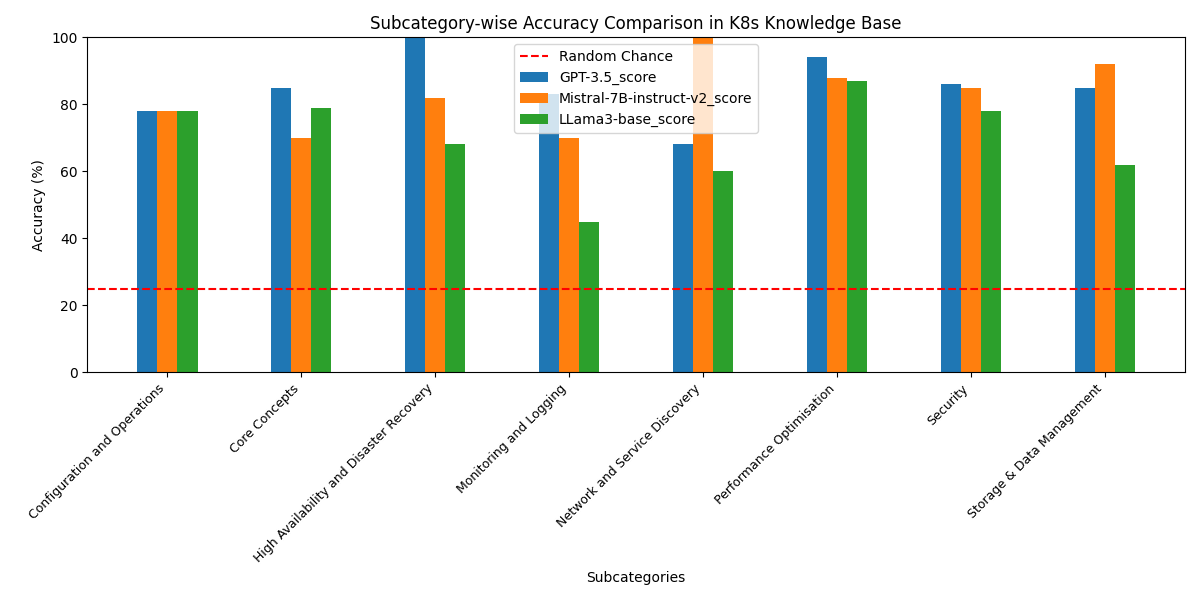 Subcategory-wise Accuracy Comparison in K8s Knowledge Base
100
80
60
40
20
0
Accuracy (%)
Random Chance
GPT-3.5_score
Mistral-7B-instruct-v2_score
LLama3-base_score
Configuration and Operations
Core Concepts
High Availability and Disaster Recovery
Monitoring and Logging
Network and Service Discovery
Performance Optimisation
Security
Storage & Data Management
Subcategories